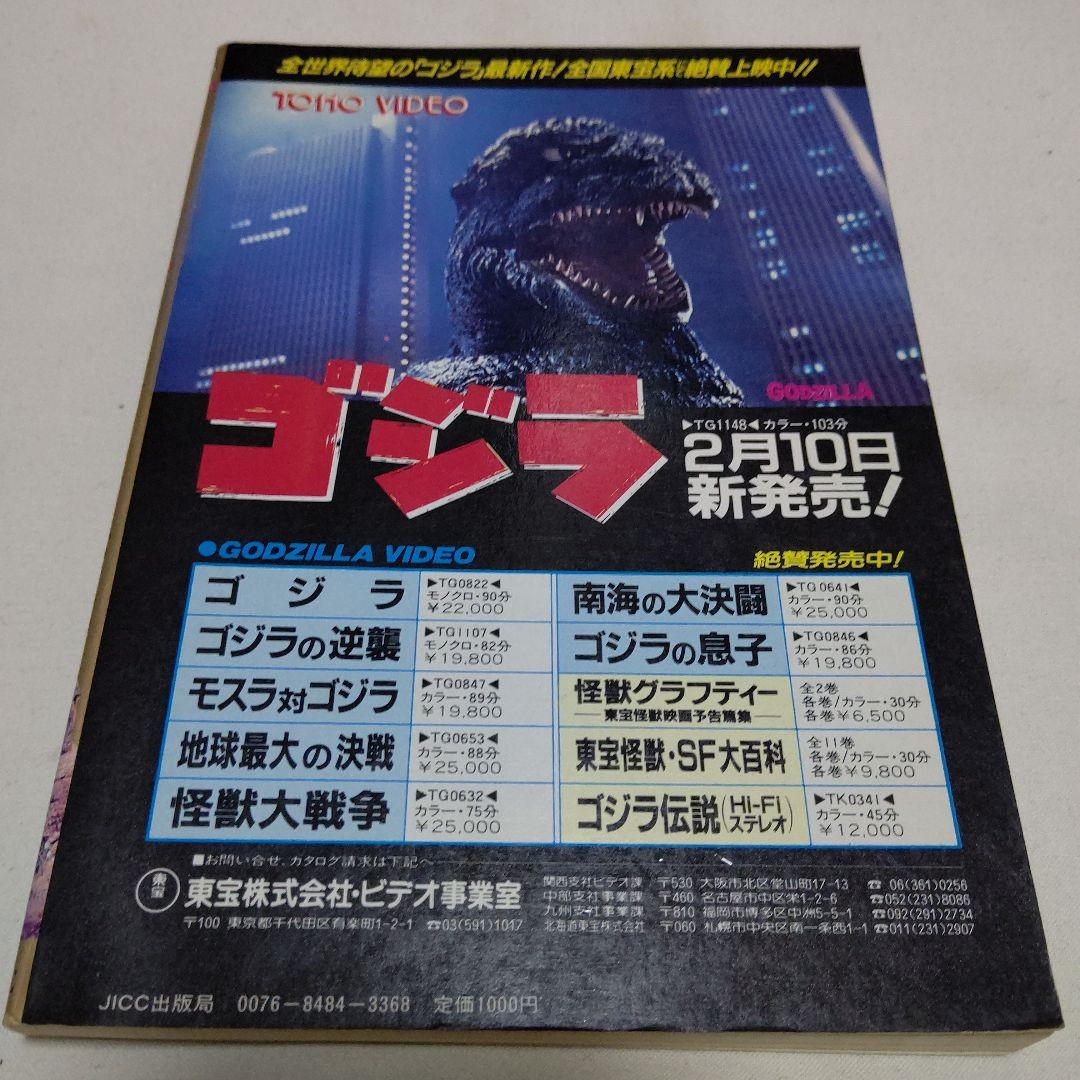 全世界待望の「ゴジラ」最新作!全国東宝系にて絶賛上映中!!
TOHO VIDEO
GODZILLA
ゴジラ
▶TG1148◀カラー・103分
2月10日
新発売!
●GODZILLA VIDEO
絶賛発売中!
ゴジラ
▶TG0822◀
モノクロ・90分
¥22,000
ゴジラの逆襲
▶TG1107◀
モノクロ・82分
¥19,800
モスラ対ゴジラ
▶TG0847◀
カラー・89分
¥19,800
地球最大の決戦
▶TG0653◀
カラー・88分
¥25,000
怪獣大戦争
▶TG0632◀
カラー・75分
¥25,000
南海の大決闘
▶TG0641◀
カラー・90分
¥25,000
ゴジラの息子
▶TG0846◀
カラー・86分
¥19,800
怪獣グラフティー
―東宝怪獣映画予告篇集―
全2巻
各巻/カラー・30分
各巻¥6,500
東宝怪獣・SF大百科
全11巻
各巻/カラー・30分
各巻¥9,800
ゴジラ伝説(Hi-Fiステレオ)
▶TK0341◀
カラー・45分
¥12,000
■お問い合せ、カタログ請求は下記へ
東宝
東宝株式会社・ビデオ事業室
〒100 東京都千代田区有楽町1-2-1 ☎03(591)1017
関西支社ビデオ課 〒530 大阪市北区堂山町17-13 ☎06(361)0256
中部支社事業課 〒460 名古屋市中区栄1-2-6 ☎052(231)8086
九州支社事業課 〒810 福岡市博多区中洲5-5-1 ☎092(291)2734
北海道東宝株式会社 〒060 札幌市中央区南一条西1-1 ☎011(231)2907
JICC出版局 0076-8484-3368 定価1000円